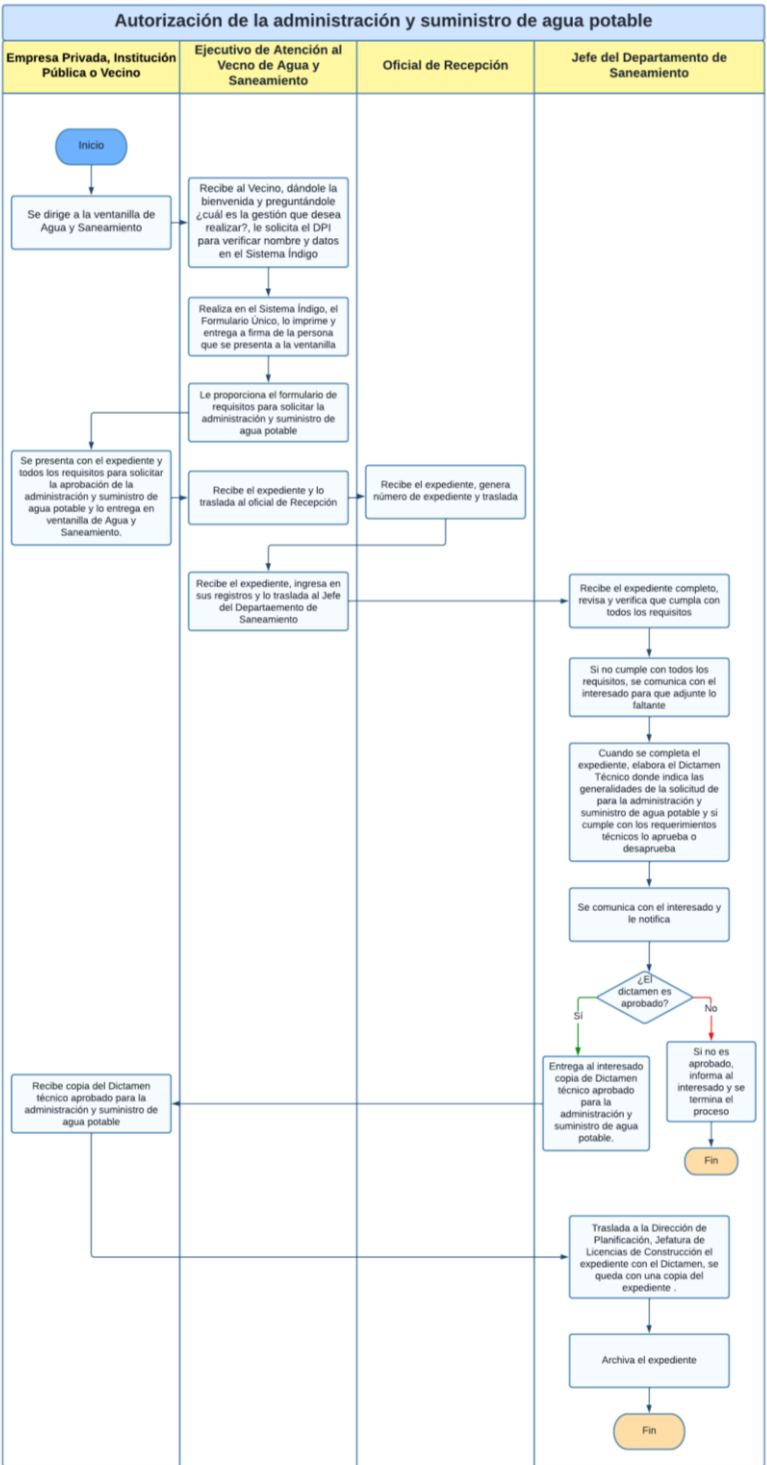 Autorización de la administración y suministro de agua potable
Empresa Privada, Institución
Pública o Vecino
Ejecutivo de Atención al
Vecno de Agua y
Saneamiento
Oficial de Recepción
Jefe del Departamento de
Saneamiento
Inicio
Se dirige a la ventanilla de
Agua y Saneamiento
Recibe al Vecino, dándole la
bienvenida y preguntándole
¿cuál es la gestión que desea
realizar?, le solicita el DPI
para verificar nombre y datos
en el Sistema Índigo
Realiza en el Sistema Índigo, el
Formulario Único, lo imprime y
entrega a firma de la persona
que se presenta a la ventanilla
Le proporciona el formulario de
requisitos para solicitar la
administración y suministro de
agua potable
Se presenta con el expediente y
todos los requisitos para solicitar
la aprobación de la
administración y suministro de
agua potable y lo entrega en
ventanilla de Agua y
Saneamiento.
Recibe el expediente y lo
traslada al oficial de Recepción
Recibe el expediente, genera
número de expediente y traslada
Recibe el expediente, ingresa en
sus registros y lo traslada al Jefe
del Departaemento de
Saneamiento
Recibe el expediente completo,
revisa y verifica que cumpla con
todos los requisitos
Si no cumple con todos los
requisitos, se comunica con el
interesado para que adjunte lo
faltante
Cuando se completa el
expediente, elabora el Dictamen
Técnico donde indica las
generalidades de la solicitud de
para la administración y
suministro de agua potable y si
cumple con los requerimientos
técnicos lo aprueba o
desaprueba
Se comunica con el interesado y
le notifica
¿El
dictamen es
aprobado?
Sí
No
Entrega al interesado
copia de Dictamen
técnico aprobado
para la
administración y
suministro de agua
potable.
Si no es
aprobado,
informa al
interesado y se
termina el
proceso
Fin
Recibe copia del Dictamen
técnico aprobado para la
administración y suministro de
agua potable
Traslada a la Dirección de
Planificación, Jefatura de
Licencias de Construcción el
expediente con el Dictamen, se
queda con una copia del
expediente .
Archiva el expediente
Fin